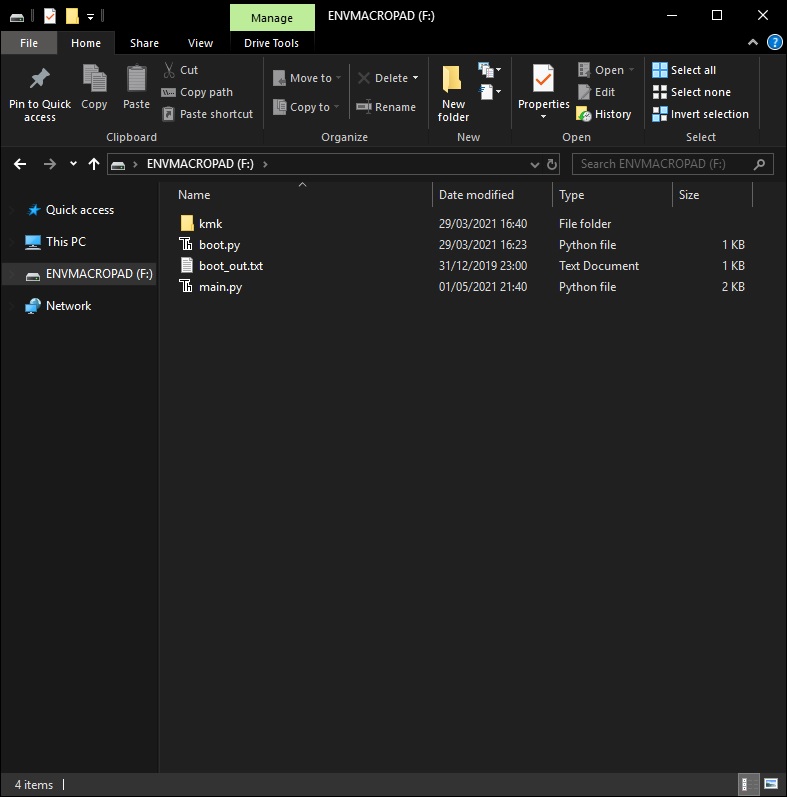 Manage ENVMACROPAD (F:)
File Home Share View Drive Tools
Pin to Quick access
Copy
Paste
Cut
Copy path
Paste shortcut
Clipboard
Move to
Copy to
Delete
Rename
Organize
New folder
New
Properties
Open
Edit
History
Open
Select all
Select none
Invert selection
Select
ENVMACROPAD (F:) Search ENVMACROPAD (F:)
Quick access
This PC
ENVMACROPAD (F:)
Network
Name Date modified Type Size
kmk 29/03/2021 16:40 File folder
boot.py 29/03/2021 16:23 Python file 1 KB
boot_out.txt 31/12/2019 23:00 Text Document 1 KB
main.py 01/05/2021 21:40 Python file 2 KB
4 items